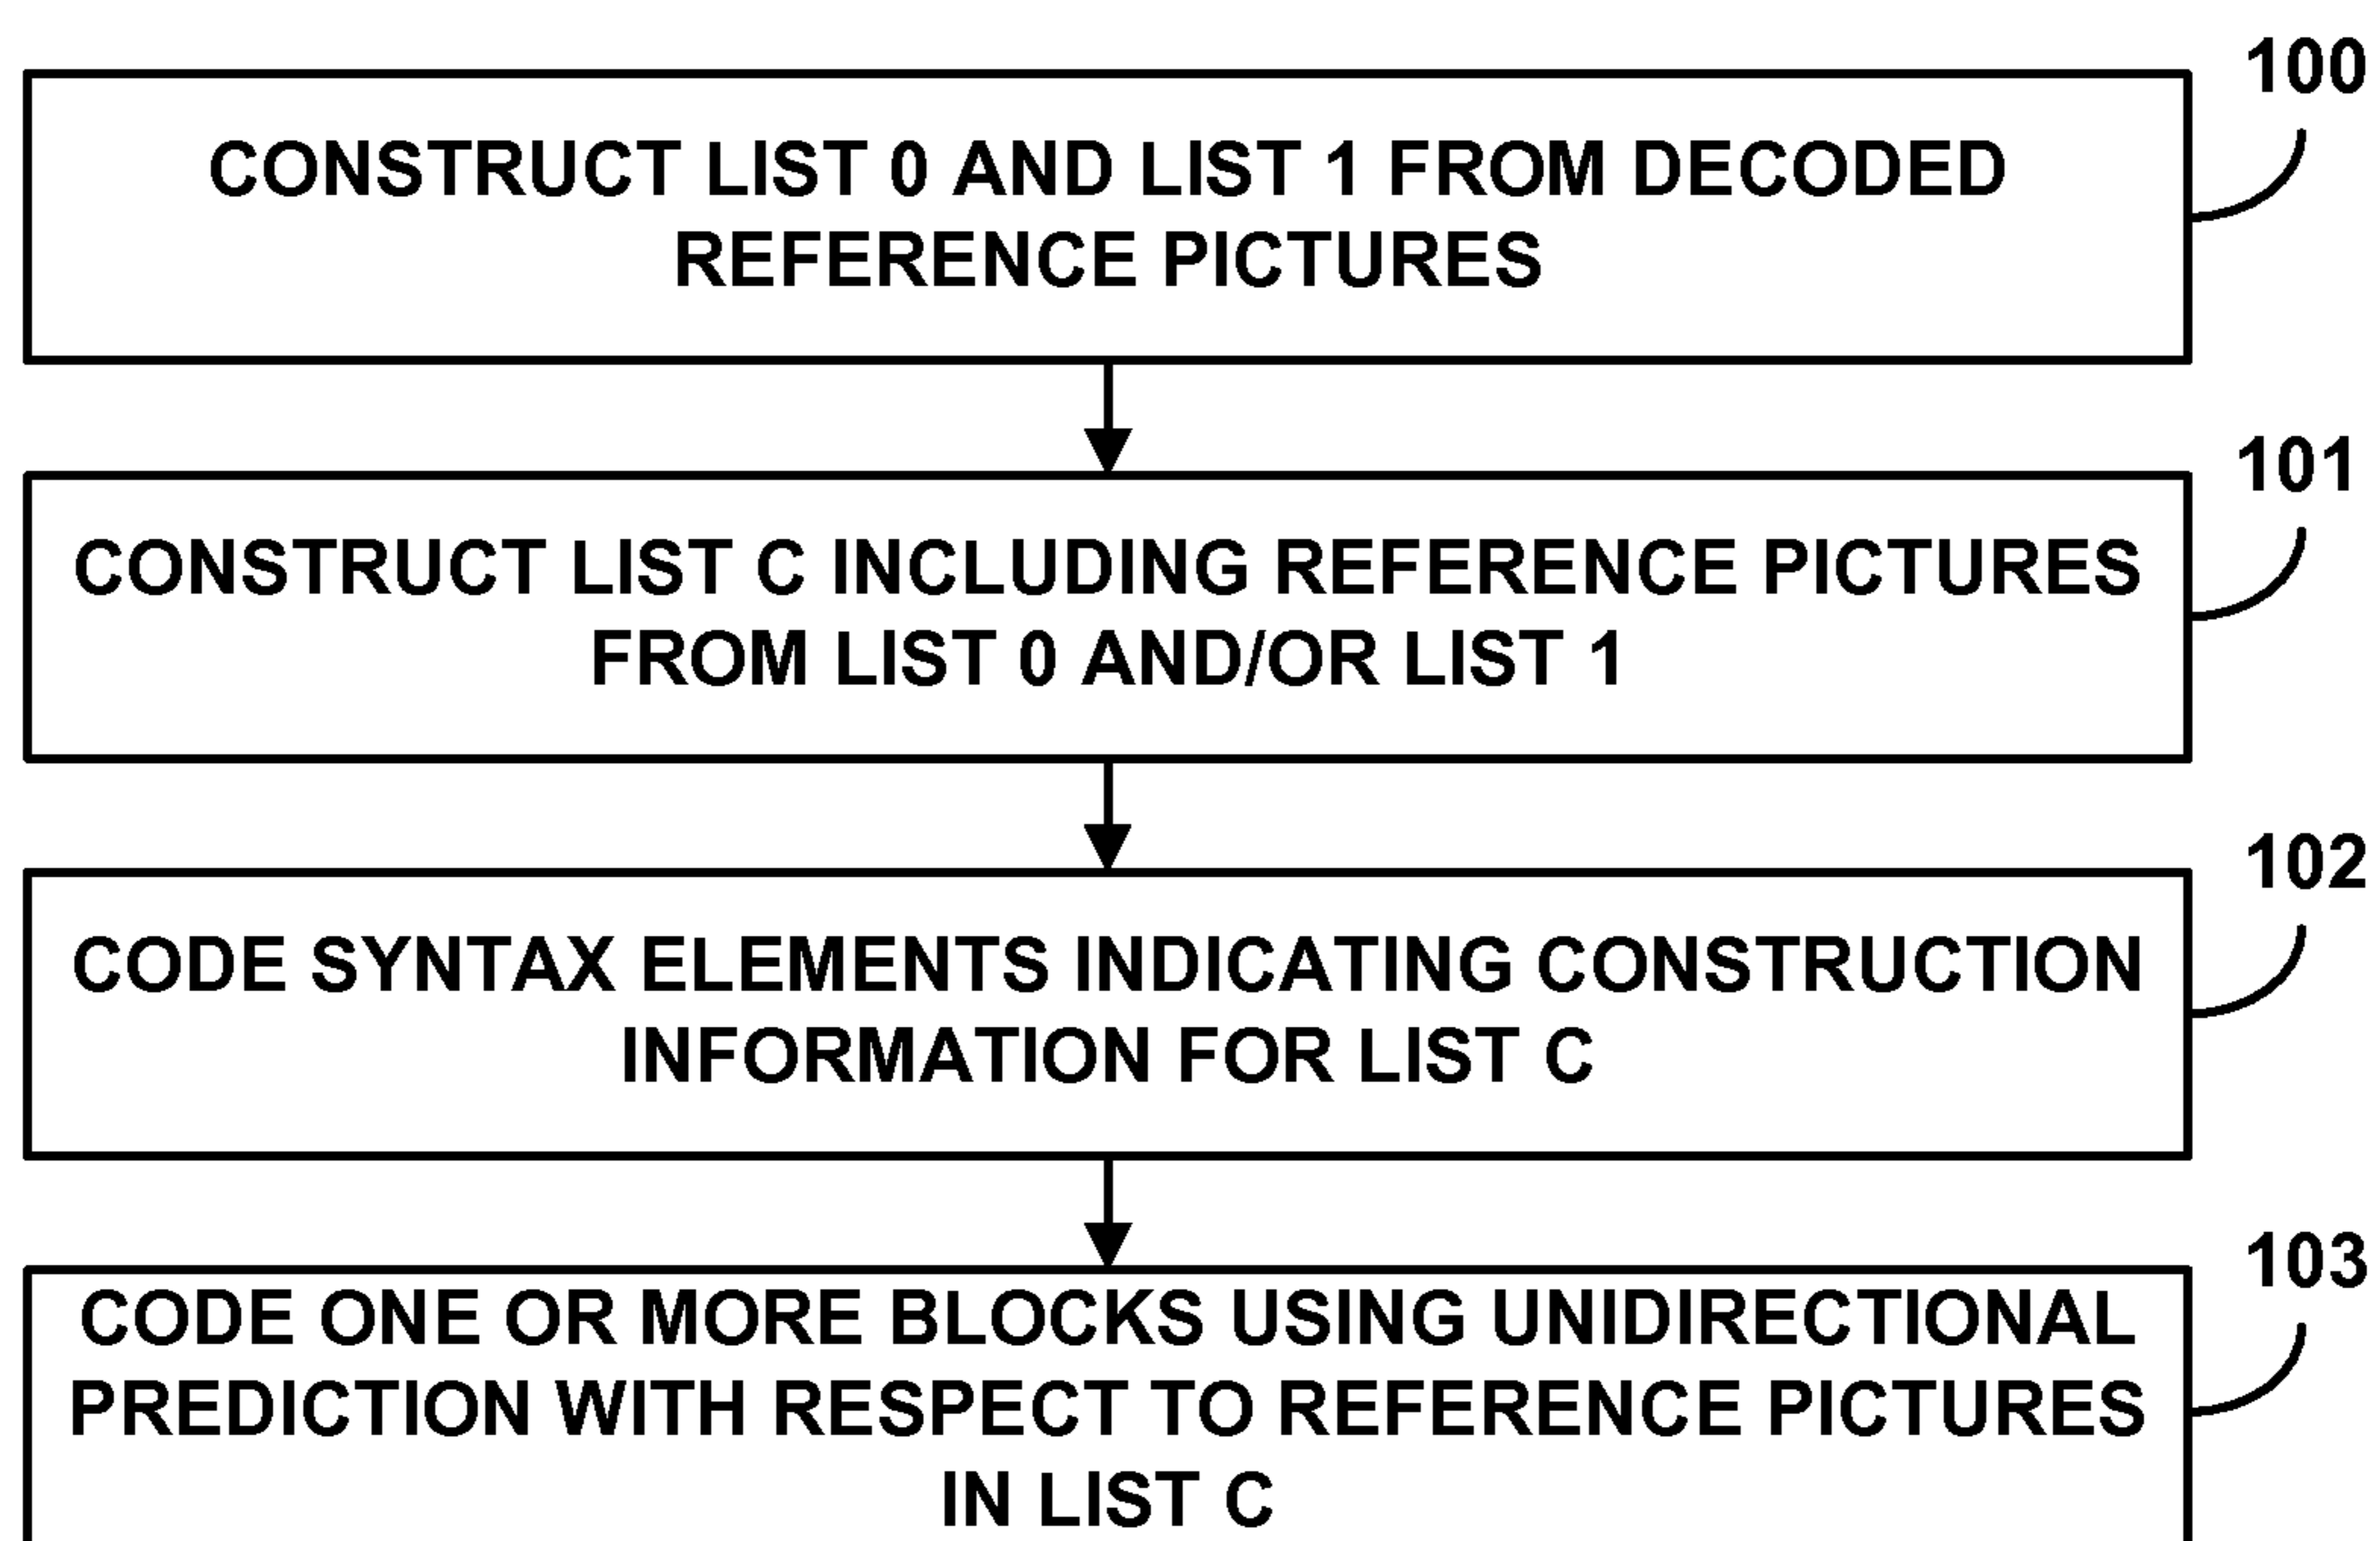 100
CONSTRUCT LIST 0 AND LIST 1 FROM DECODED
REFERENCE PICTURES
101
CONSTRUCT LIST C INCLUDING REFERENCE PICTURES
FROM LIST 0 AND/OR LIST 1
102
CODE SYNTAX ELEMENTS INDICATING CONSTRUCTION
INFORMATION FOR LIST C
103
CODE ONE OR MORE BLOCKS USING UNIDIRECTIONAL
PREDICTION WITH RESPECT TO REFERENCE PICTURES
IN LIST C